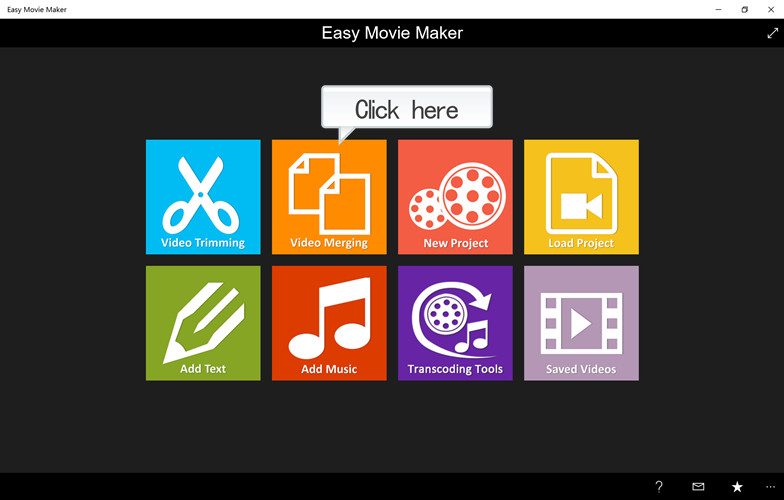 Easy Movie Maker
Easy Movie Maker
Click here
Video Trimming
Video Merging
New Project
Load Project
Add Text
Add Music
Transcoding Tools
Saved Videos
?
...